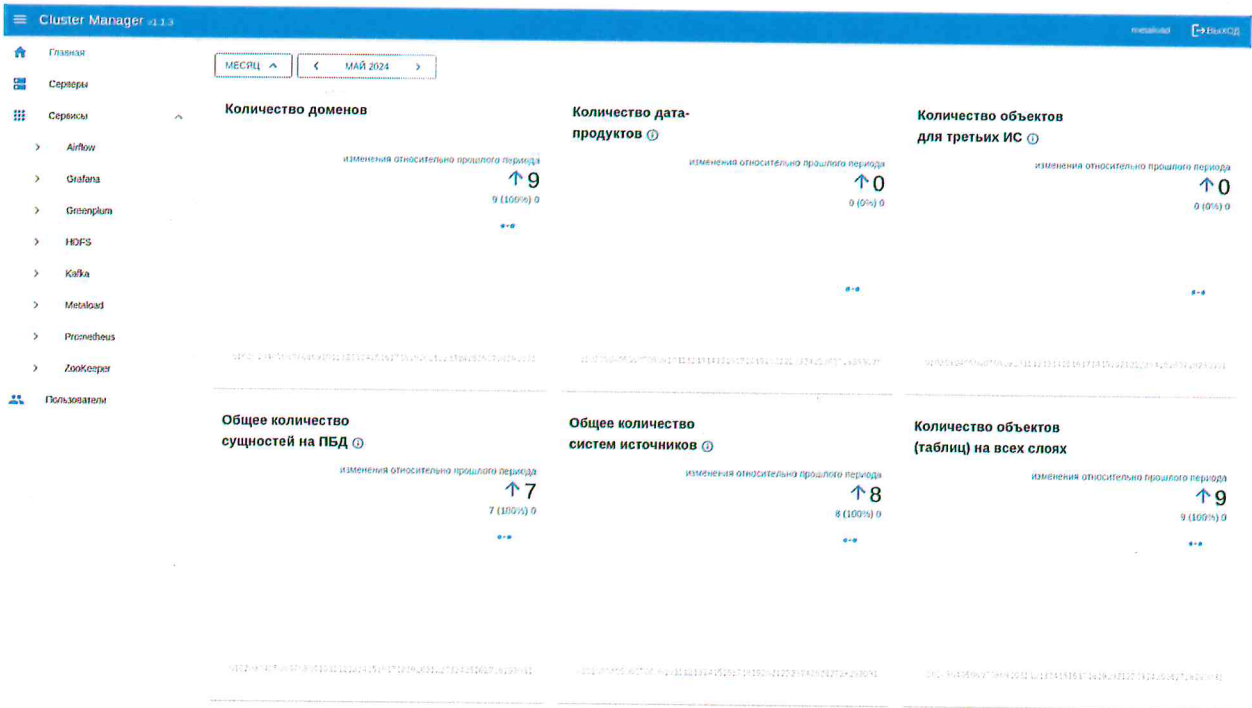 Cluster Manager v1.1.3
metaload
ВЫХОД
Главная
Серверы
Сервисы
Airflow
Grafana
Greenplum
HDFS
Kafka
Metaload
Prometheus
ZooKeeper
Пользователи
МЕСЯЦ
МАЙ 2024
Количество доменов
изменения относительно прошлого периода
9
9 (100%) 0
Количество дата-
продуктов
изменения относительно прошлого периода
0
0 (0%) 0
Количество объектов
для третьих ИС
изменения относительно прошлого периода
0
0 (0%) 0
Общее количество
сущностей на ПБД
изменения относительно прошлого периода
7
7 (100%) 0
Общее количество
систем источников
изменения относительно прошлого периода
8
8 (100%) 0
Количество объектов
(таблиц) на всех слоях
изменения относительно прошлого периода
9
9 (100%) 0